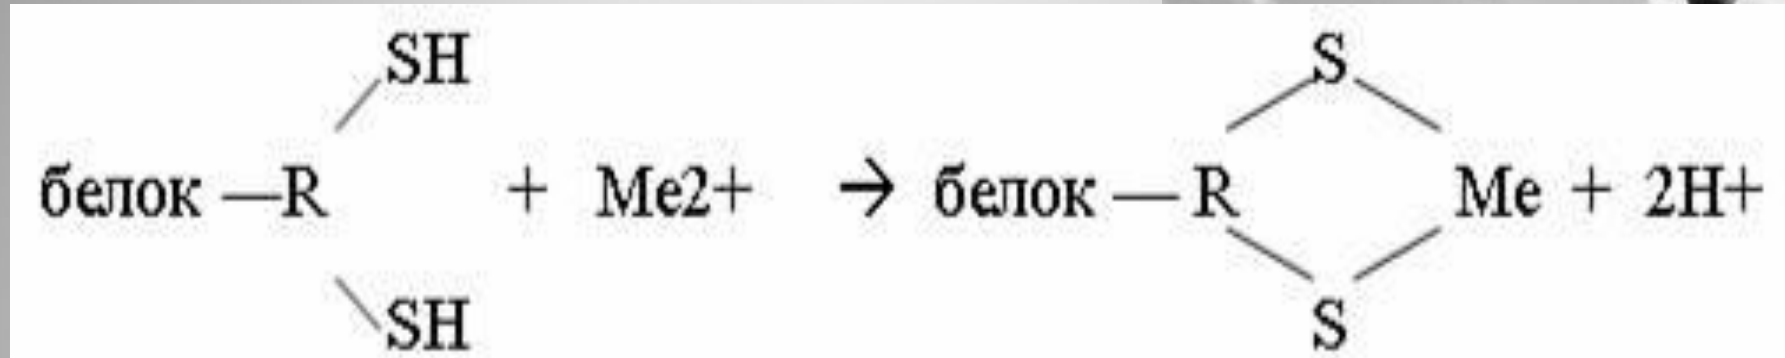 SH S
белок —R + Me2+ → белок — R Me + 2H+
SH S